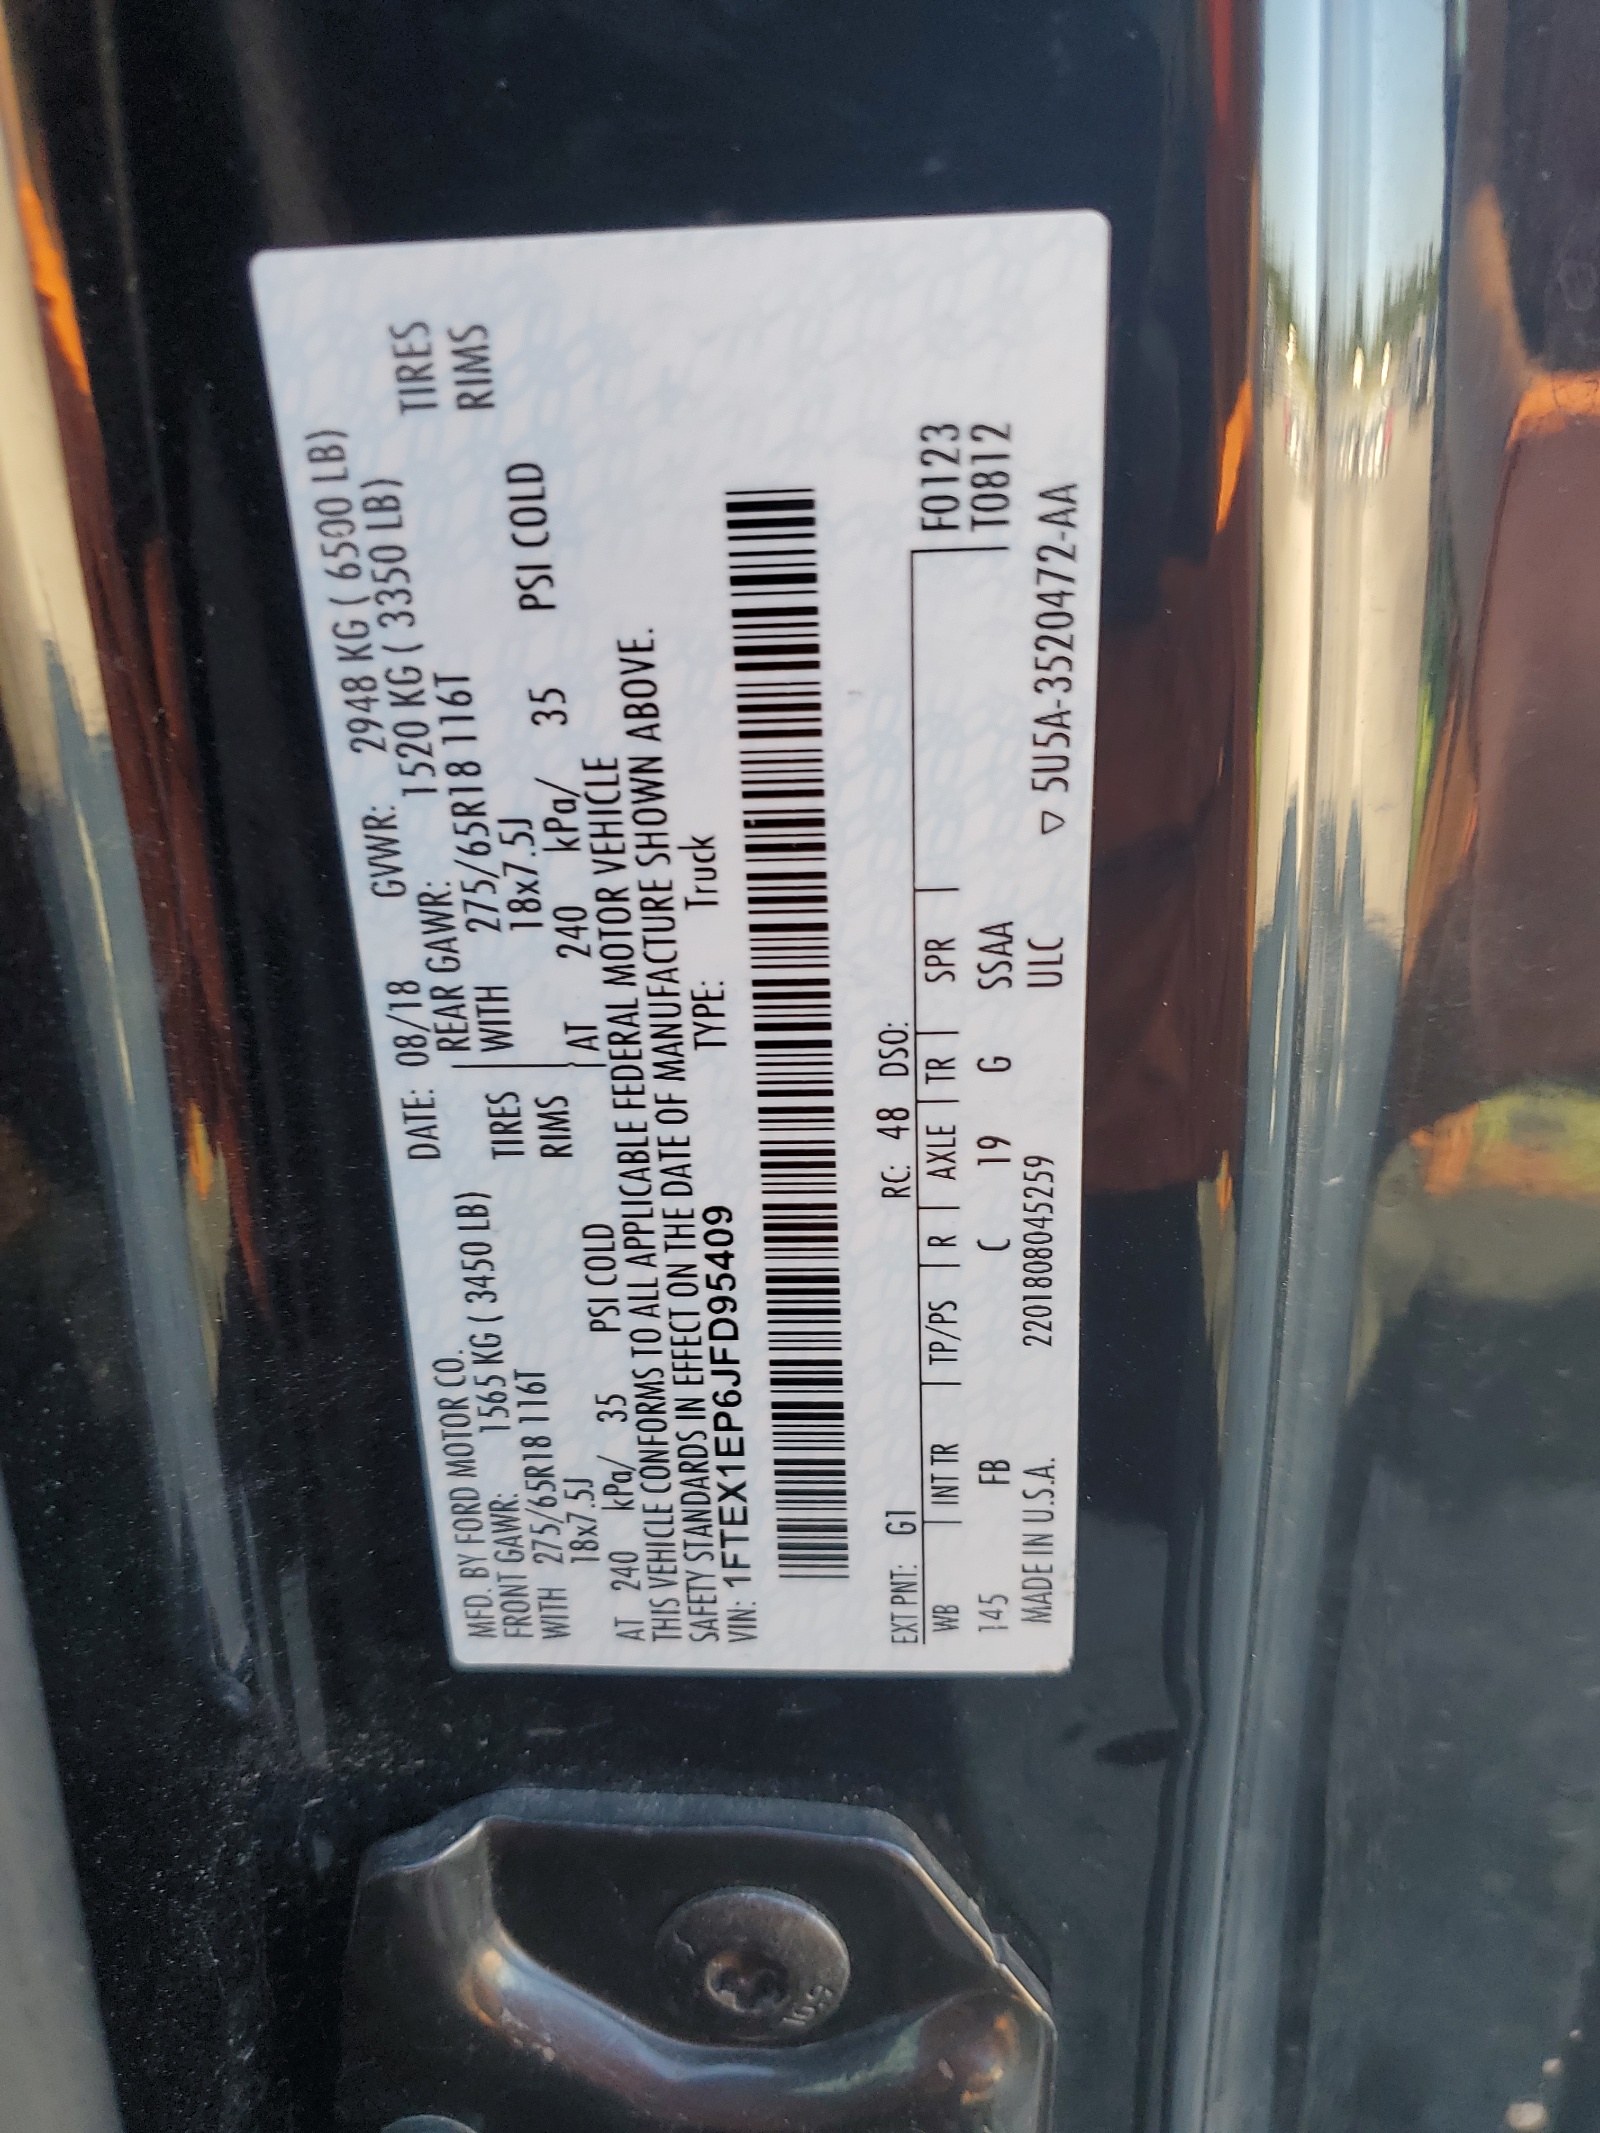 MFD. BY FORD MOTOR CO. DATE: 08/18 GVWR: 2948 KG ( 6500 LB)
FRONT GAWR: 1565 KG ( 3450 LB) REAR GAWR: 1520 KG ( 3350 LB)
WITH 275/65R18 116T TIRES WITH 275/65R18 116T TIRES
18x7.5J RIMS 18x7.5J RIMS
AT 240 kPa/ 35 PSI COLD AT 240 kPa/ 35 PSI COLD
THIS VEHICLE CONFORMS TO ALL APPLICABLE FEDERAL MOTOR VEHICLE
SAFETY STANDARDS IN EFFECT ON THE DATE OF MANUFACTURE SHOWN ABOVE.
VIN: 1FTEX1EP6JFD95409 TYPE: Truck
EXT PNT: G1 RC: 48 DSO:
WB INT TR TP/PS R AXLE TR SPR F0123
145 FB C 19 G SSAA T0812
MADE IN U.S.A. 2201808045259 ULC ▽ 5U5A-3520472-AA
10.9